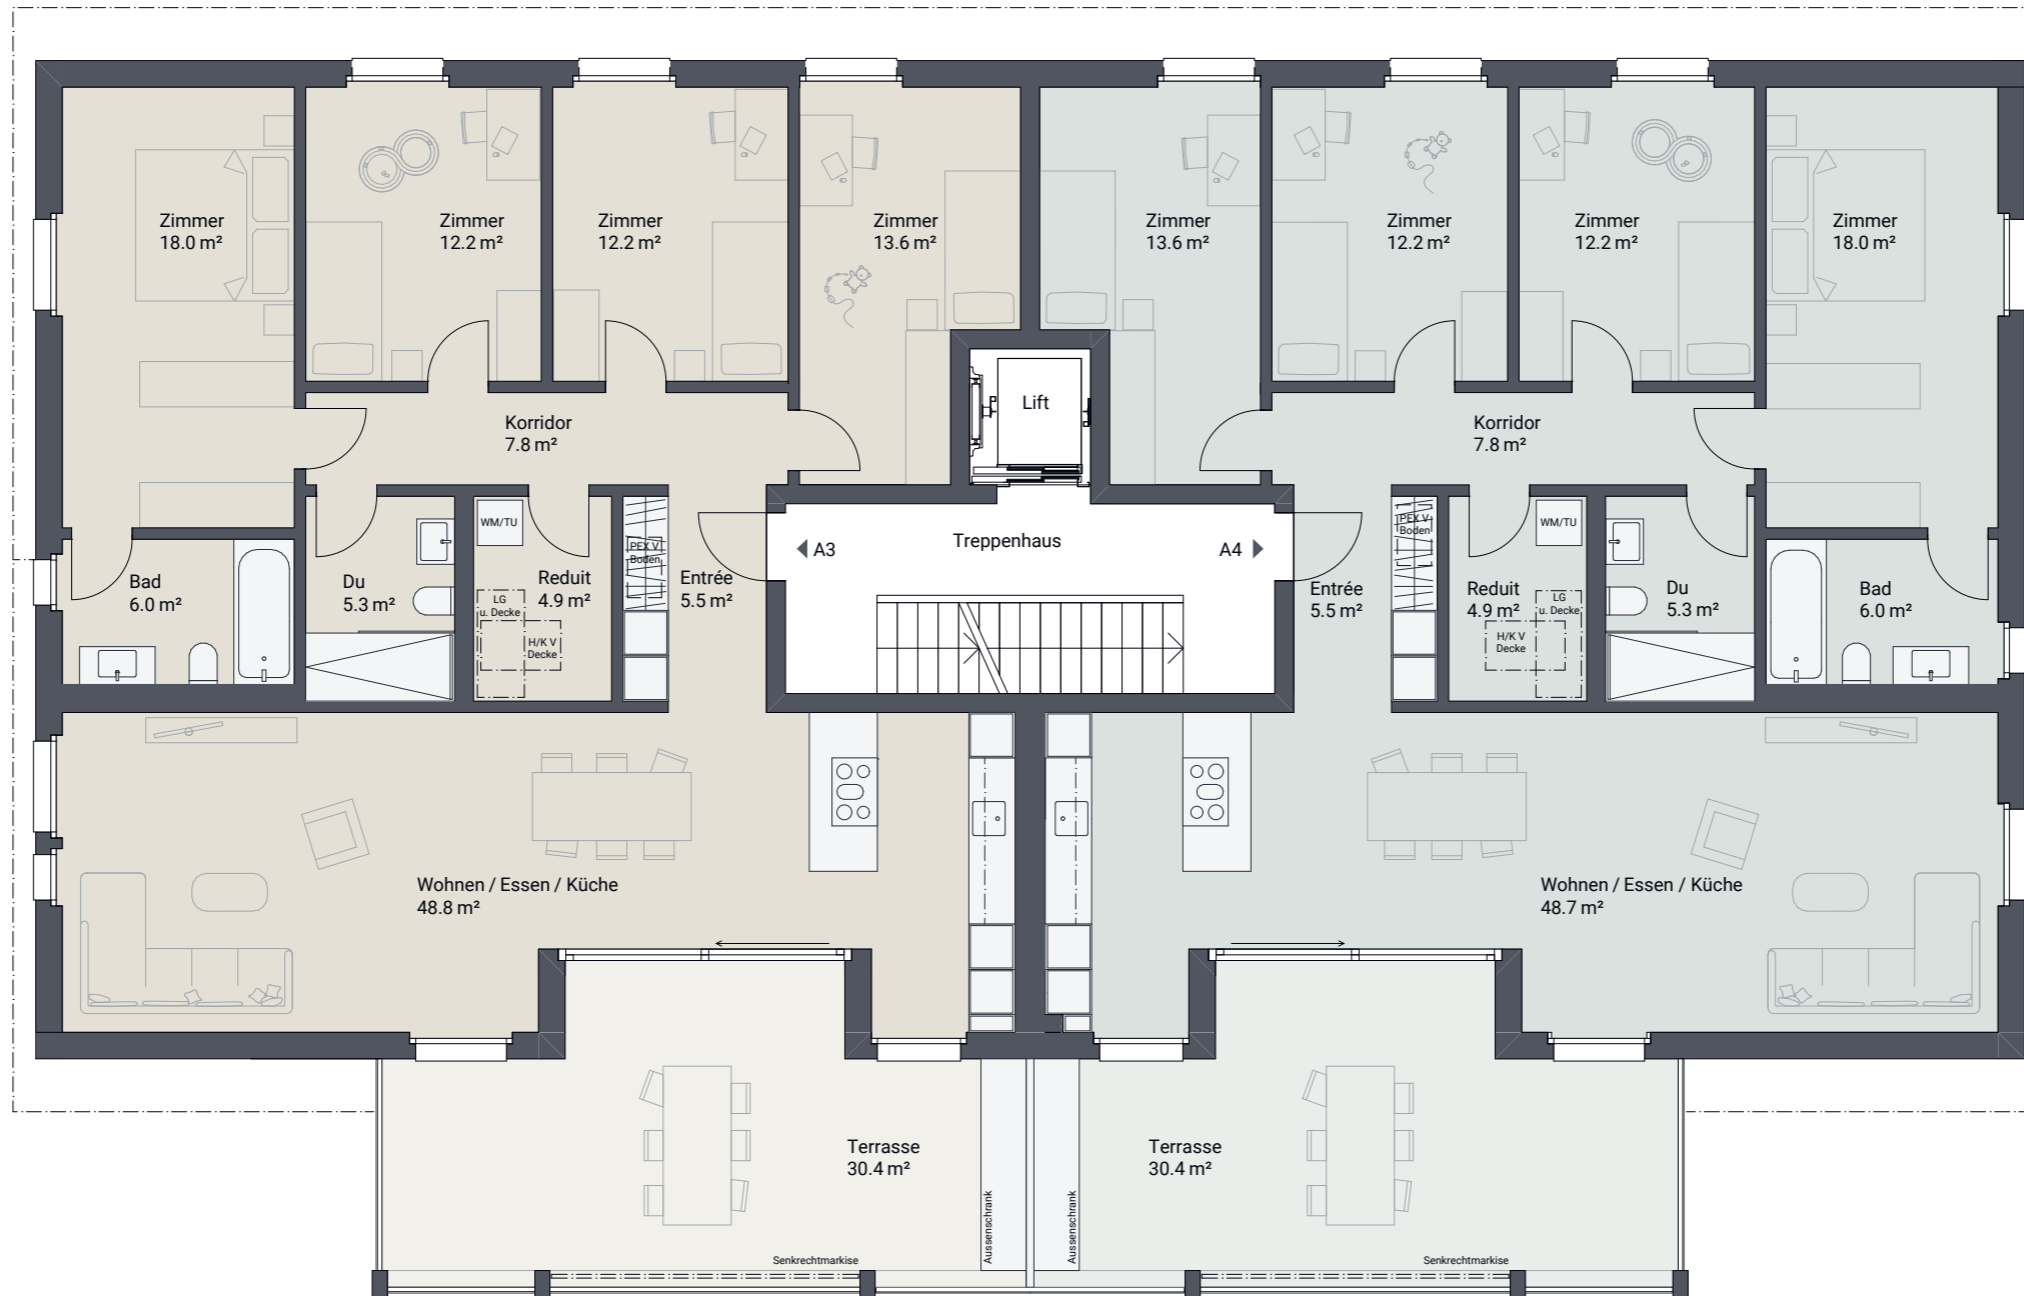 Zimmer
18.0 m²
Zimmer
12.2 m²
Zimmer
12.2 m²
Zimmer
13.6 m²
Zimmer
13.6 m²
Zimmer
12.2 m²
Zimmer
12.2 m²
Zimmer
18.0 m²
Korridor
7.8 m²
Lift
Korridor
7.8 m²
WM/TU
PEX V
Boden
A3
Treppenhaus
A4
PEX V
Boden
WM/TU
Bad
6.0 m²
Du
5.3 m²
Reduit
4.9 m²
LG
u. Decke
H/K V
Decke
Entrée
5.5 m²
Entrée
5.5 m²
Reduit
4.9 m²
LG
u. Decke
H/K V
Decke
Du
5.3 m²
Bad
6.0 m²
Wohnen / Essen / Küche
48.8 m²
Wohnen / Essen / Küche
48.7 m²
Terrasse
30.4 m²
Terrasse
30.4 m²
Aussenschrank
Aussenschrank
Senkrechtmarkise
Senkrechtmarkise